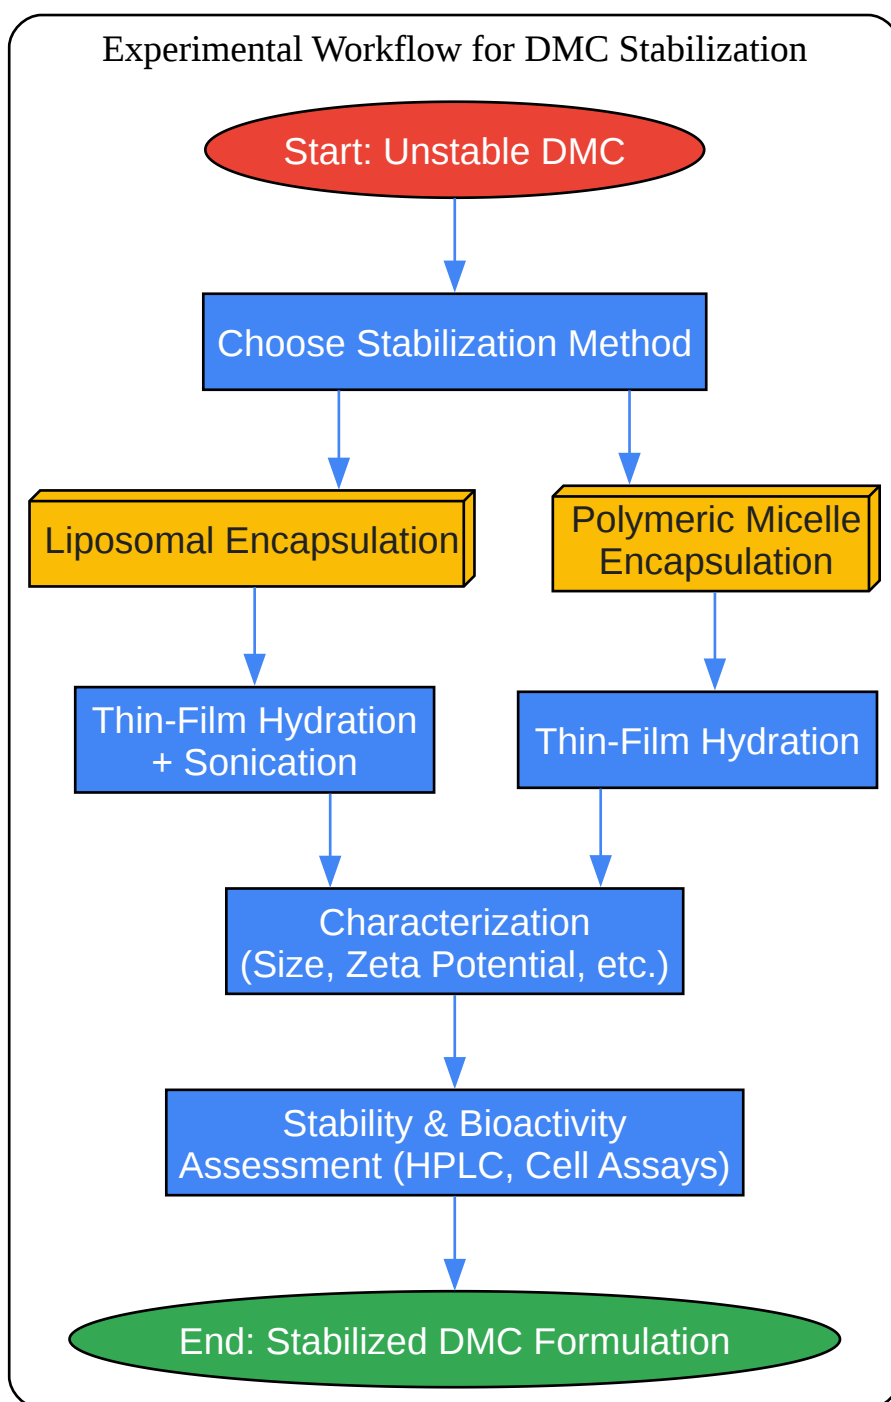 Experimental Workflow for DMC Stabilization
Start: Unstable DMC
Choose Stabilization Method
Liposomal Encapsulation
Polymeric Micelle
Encapsulation
Thin-Film Hydration
+ Sonication
Thin-Film Hydration
Characterization
(Size, Zeta Potential, etc.)
Stability & Bioactivity
Assessment (HPLC, Cell Assays)
End: Stabilized DMC Formulation